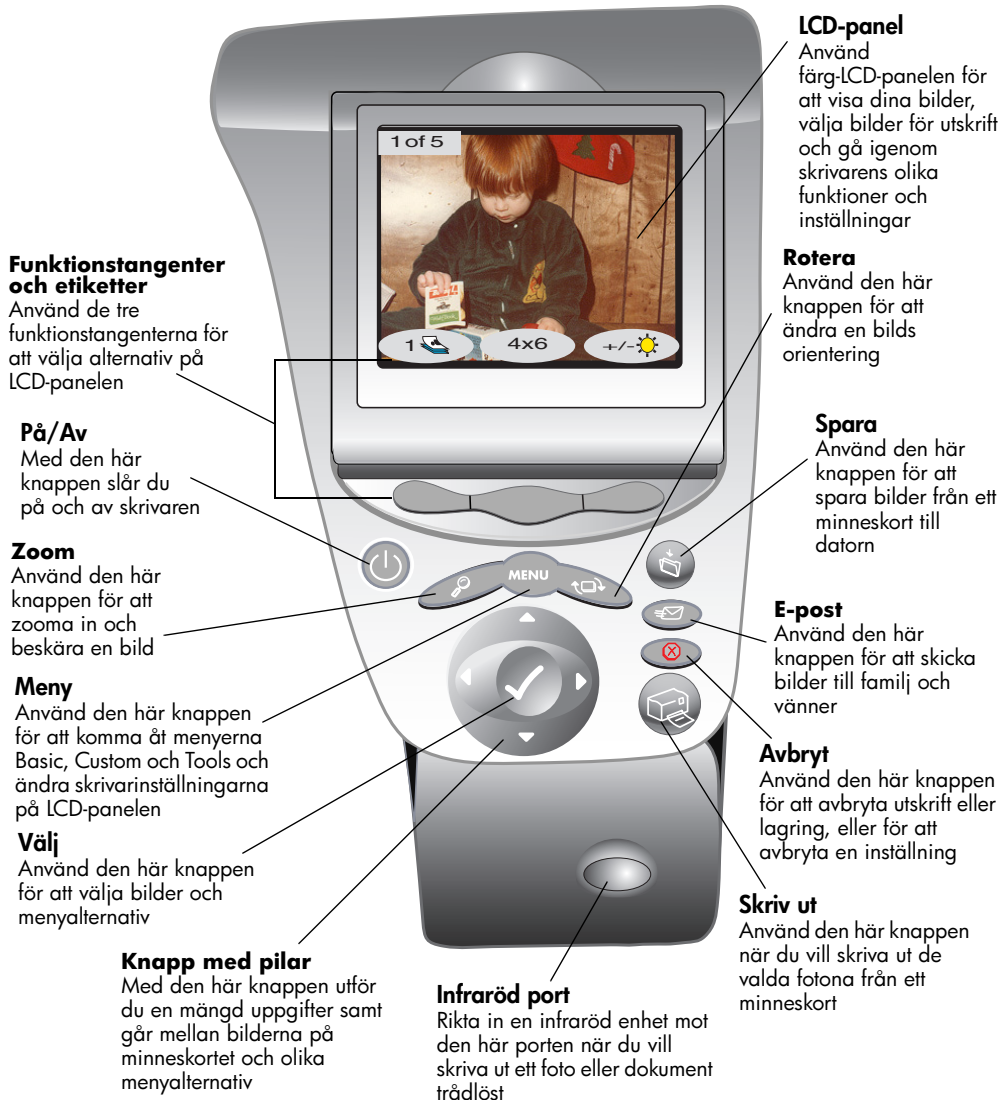 LCD-panel
Använd
färg-LCD-panelen för
att visa dina bilder,
välja bilder för utskrift
och gå igenom
skrivarens olika
funktioner och
inställningar
1 of 5
1
4x6
+/-
Funktionstangenter
och etiketter
Använd de tre
funktionstangenterna för
att välja alternativ på
LCD-panelen
Rotera
Använd den här
knappen för att
ändra en bilds
orientering
På/Av
Med den här
knappen slår du
på och av skrivaren
Spara
Använd den här
knappen för att
spara bilder från ett
minneskort till
datorn
Zoom
Använd den här
knappen för att
zooma in och
beskära en bild
MENU
E-post
Använd den här
knappen för att skicka
bilder till familj och
vänner
Meny
Använd den här knappen
för att komma åt menyerna
Basic, Custom och Tools och
ändra skrivarinställningarna
på LCD-panelen
Avbryt
Använd den här knappen
för att avbryta utskrift eller
lagring, eller för att
avbryta en inställning
Välj
Använd den här knappen
för att välja bilder och
menyalternativ
Skriv ut
Använd den här knappen
när du vill skriva ut de
valda fotona från ett
minneskort
Knapp med pilar
Med den här knappen utför
du en mängd uppgifter samt
går mellan bilderna på
minneskortet och olika
menyalternativ
Infraröd port
Rikta in en infraröd enhet mot
den här porten när du vill
skriva ut ett foto eller dokument
trådlöst